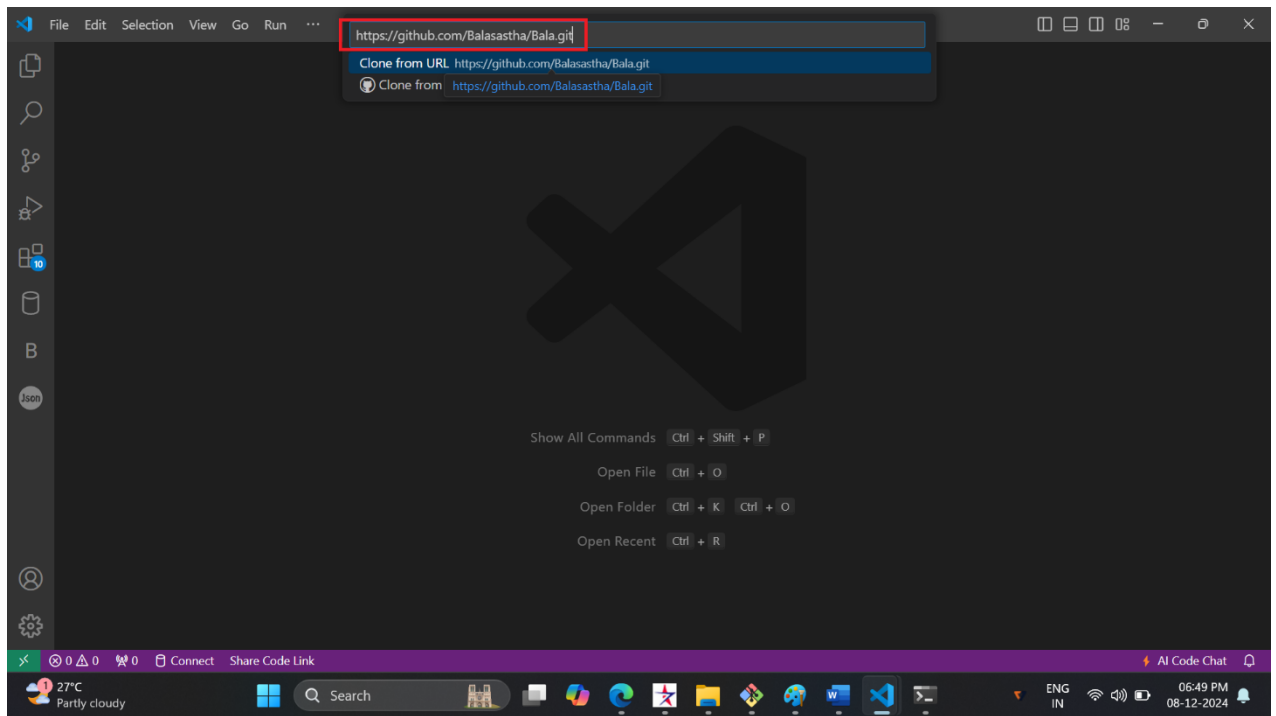 File Edit Selection View Go Run ···
https://github.com/Balasastha/Bala.git
Clone from URL https://github.com/Balasastha/Bala.git
Clone from
https://github.com/Balasastha/Bala.git
10
B
Json
Show All Commands Ctrl + Shift + P
Open File Ctrl + O
Open Folder Ctrl + K Ctrl + O
Open Recent Ctrl + R
0 0 0 Connect Share Code Link AI Code Chat
1 27°C
Partly cloudy
Search
ENG
IN
06:49 PM
08-12-2024